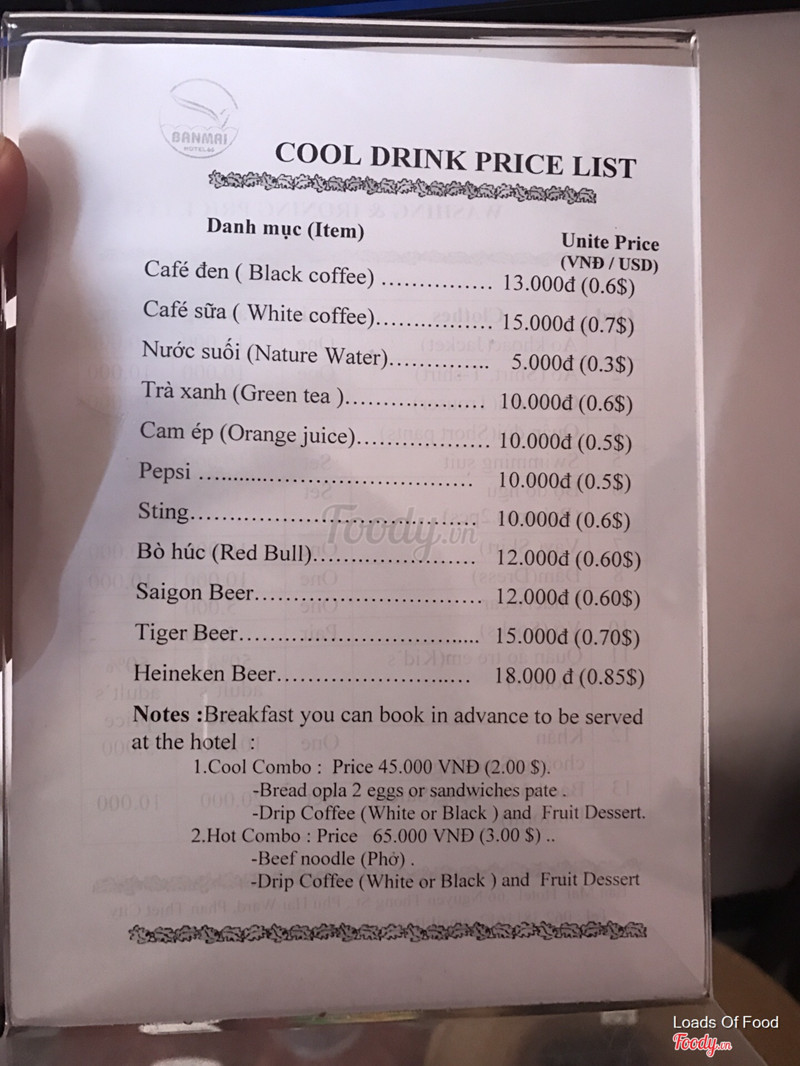 BANMAI
HOTEL
COOL DRINK PRICE LIST
Danh mục (Item)
Unite Price
(VNĐ / USD)
Café đen ( Black coffee) …………… 13.000đ (0.6$)
Café sữa ( White coffee)…………… 15.000đ (0.7$)
Nước suối (Nature Water)………….. 5.000đ (0.3$)
Trà xanh (Green tea )……………… 10.000đ (0.6$)
Cam ép (Orange juice)……………… 10.000đ (0.5$)
Pepsi …........………………………… 10.000đ (0.5$)
Sting………………………………… 10.000đ (0.6$)
Bò húc (Red Bull)…………………… 12.000đ (0.60$)
Saigon Beer………………………… 12.000đ (0.60$)
Tiger Beer………………………..... 15.000đ (0.70$)
Heineken Beer…………………..… 18.000 đ (0.85$)
Notes :Breakfast you can book in advance to be served
at the hotel :
1.Cool Combo : Price 45.000 VNĐ (2.00 $).
-Bread opla 2 eggs or sandwiches pate .
-Drip Coffee (White or Black ) and Fruit Dessert.
2.Hot Combo : Price 65.000 VNĐ (3.00 $) ..
-Beef noodle (Phở) .
-Drip Coffee (White or Black ) and Fruit Dessert
Foody.vn
Loads Of Food
Foody.vn